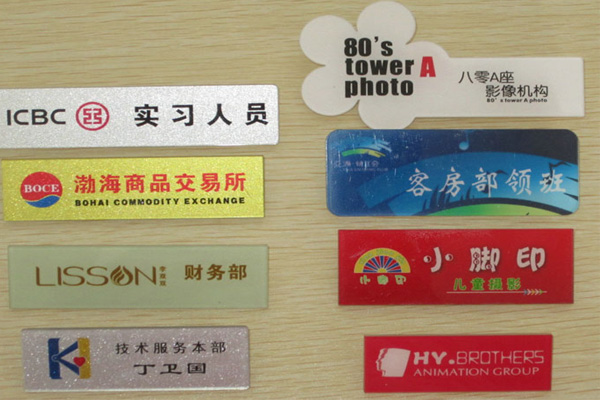 ICBC 实习人员
BOCE 渤海商品交易所
BOHAI COMMODITY EXCHANGE
LISSON 财务部
技术服务本部
丁卫国
80's
tower A
photo
八零A座
影像机构
80's tower A photo
客房部领班
小脚印
儿童摄影
小脚印
HY.BROTHERS
ANIMATION GROUP